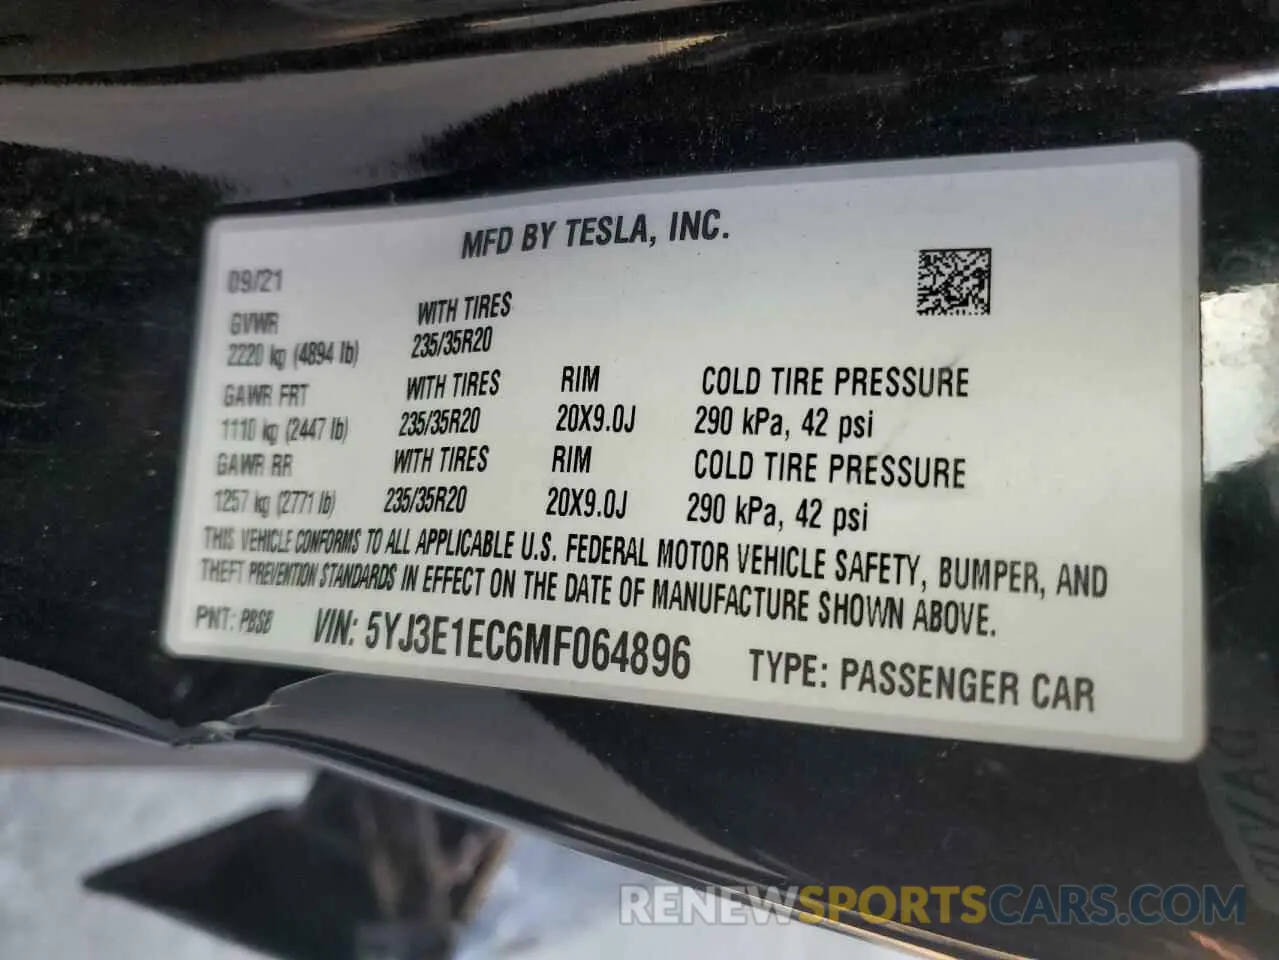 MFD BY TESLA, INC.
09/21
GVWR WITH TIRES
2220 kg (4894 lb) 235/35R20
GAWR FRT WITH TIRES RIM COLD TIRE PRESSURE
1110 kg (2447 lb) 235/35R20 20X9.0J 290 kPa, 42 psi
GAWR RR WITH TIRES RIM COLD TIRE PRESSURE
1257 kg (2771 lb) 235/35R20 20X9.0J 290 kPa, 42 psi
THIS VEHICLE CONFORMS TO ALL APPLICABLE U.S. FEDERAL MOTOR VEHICLE SAFETY, BUMPER, AND
THEFT PREVENTION STANDARDS IN EFFECT ON THE DATE OF MANUFACTURE SHOWN ABOVE.
PNT: PBSB VIN: 5YJ3E1EC6MF064896 TYPE: PASSENGER CAR
RENEWSPORTSCARS.COM